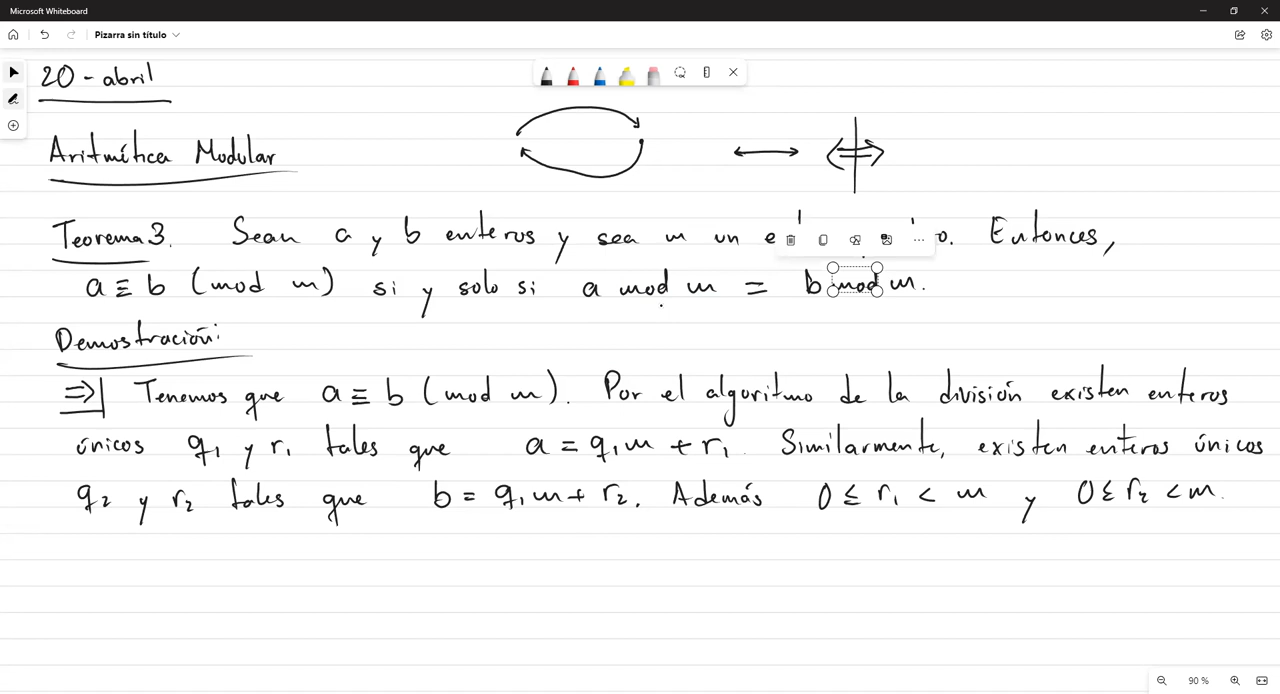 Microsoft Whiteboard
Pizarra sin título
20 - abril
Aritmética Modular
Teorema 3. Sean a y b enteros y sea m un e o. Entonces,
a ≡ b (mod m) si y solo si a mod m = b mod m.
Demostración:
⇒| Tenemos que a ≡ b (mod m). Por el algoritmo de la división existen enteros
únicos q₁ y r₁ tales que a = q₁m + r₁. Similarmente, existen enteros únicos
q₂ y r₂ tales que b = q₁m + r₂. Además 0 ≤ r₁ < m y 0 ≤ r₂ < m.
90 %